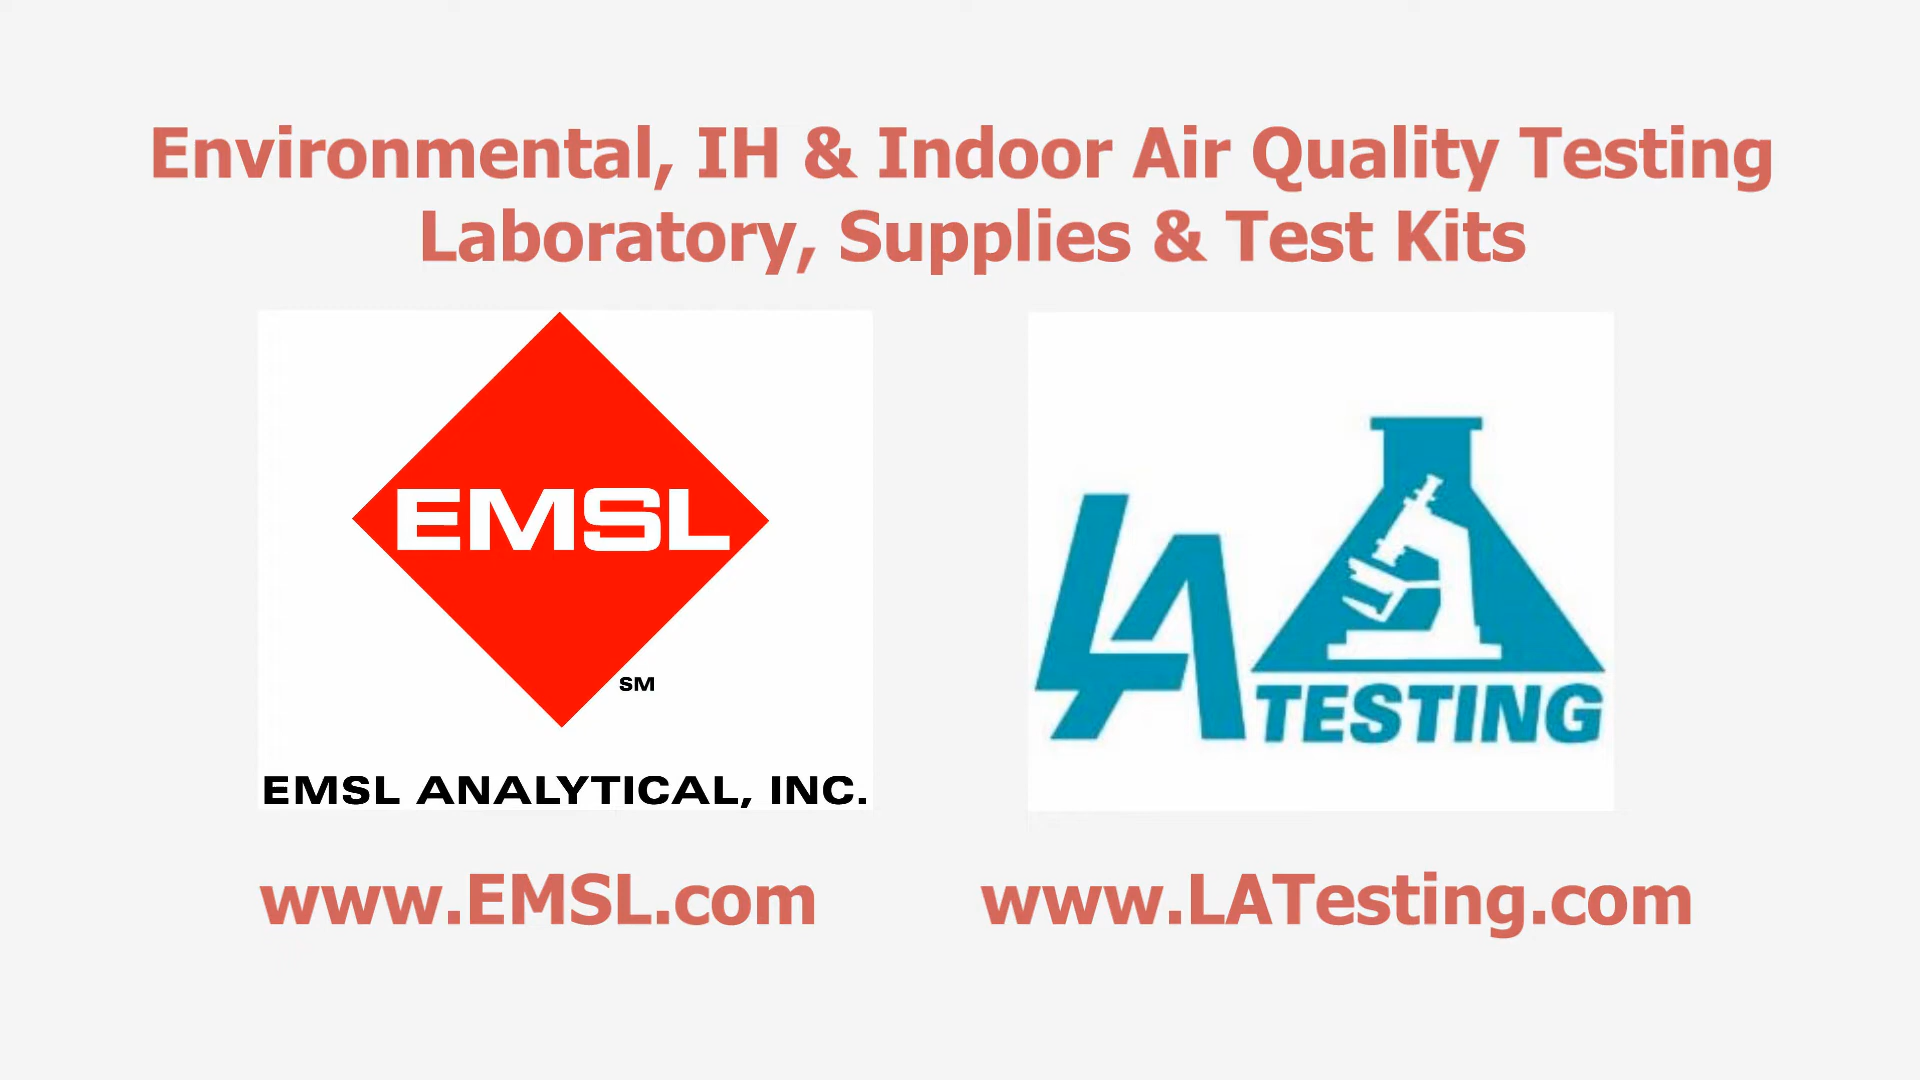 Environmental, IH & Indoor Air Quality Testing
Laboratory, Supplies & Test Kits
EMSL
SM
EMSL ANALYTICAL, INC.
LA
TESTING
www.EMSL.com
www.LATesting.com